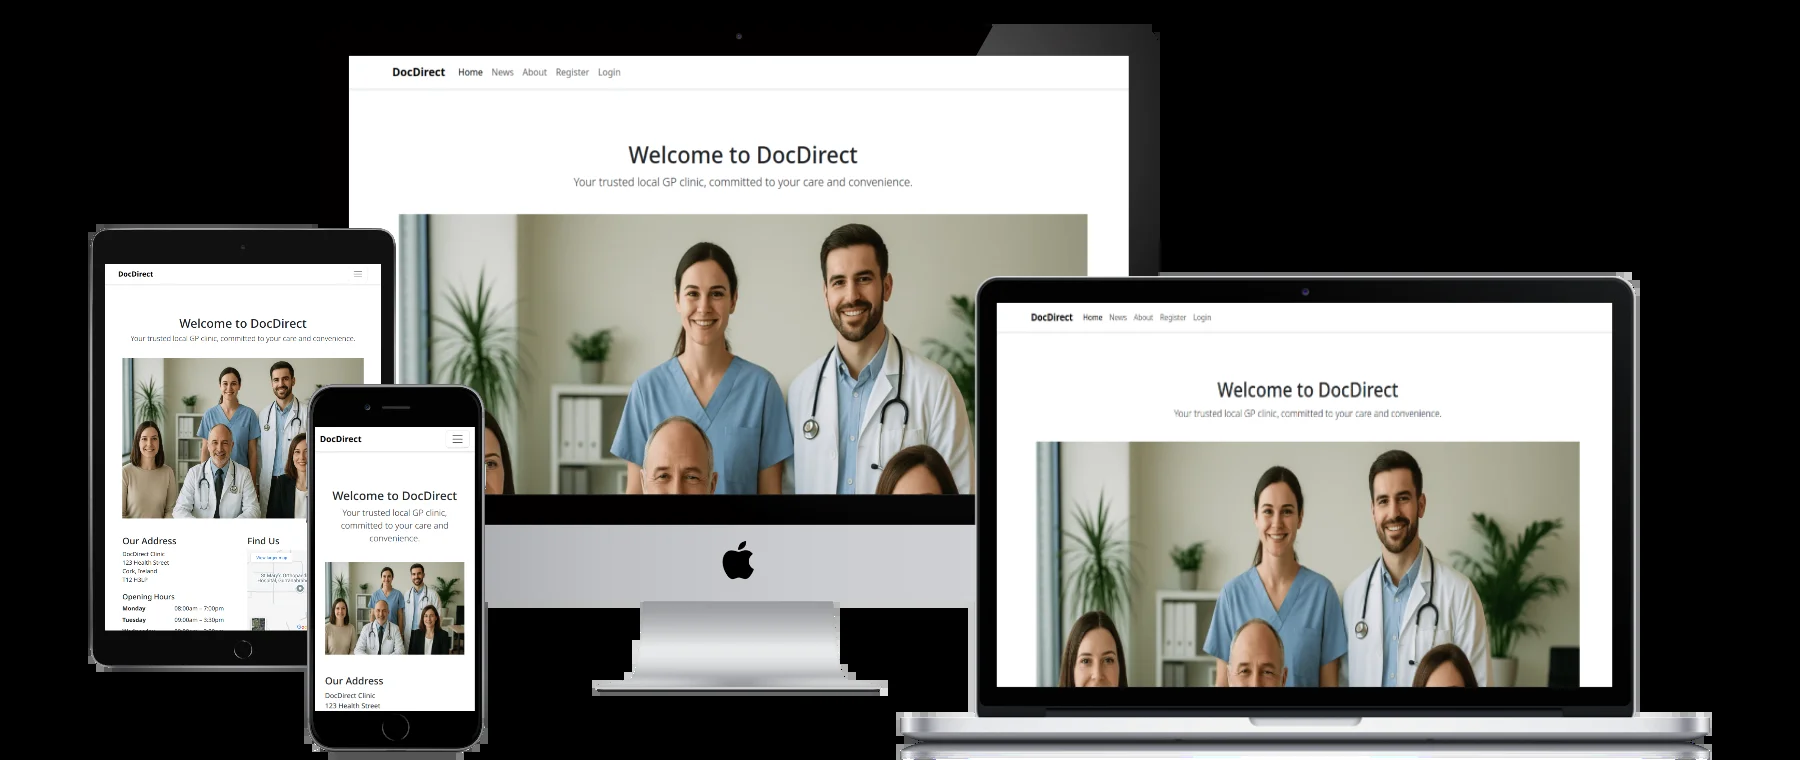 DocDirect Home News About Register Login
Welcome to DocDirect
Your trusted local GP clinic, committed to your care and convenience.
DocDirect
Welcome to DocDirect
Your trusted local GP clinic, committed to your care and convenience.
Our Address
DocDirect Clinic
123 Health Street
Cork, Ireland
T12 H3LP
Opening Hours
Monday 08:00am – 7:00pm
Tuesday 09:00am – 3:30pm
Find Us
View larger map
DocDirect
Welcome to DocDirect
Your trusted local GP clinic,
committed to your care and
convenience.
Our Address
DocDirect Clinic
123 Health Street
DocDirect Home News About Register Login
Welcome to DocDirect
Your trusted local GP clinic, committed to your care and convenience.